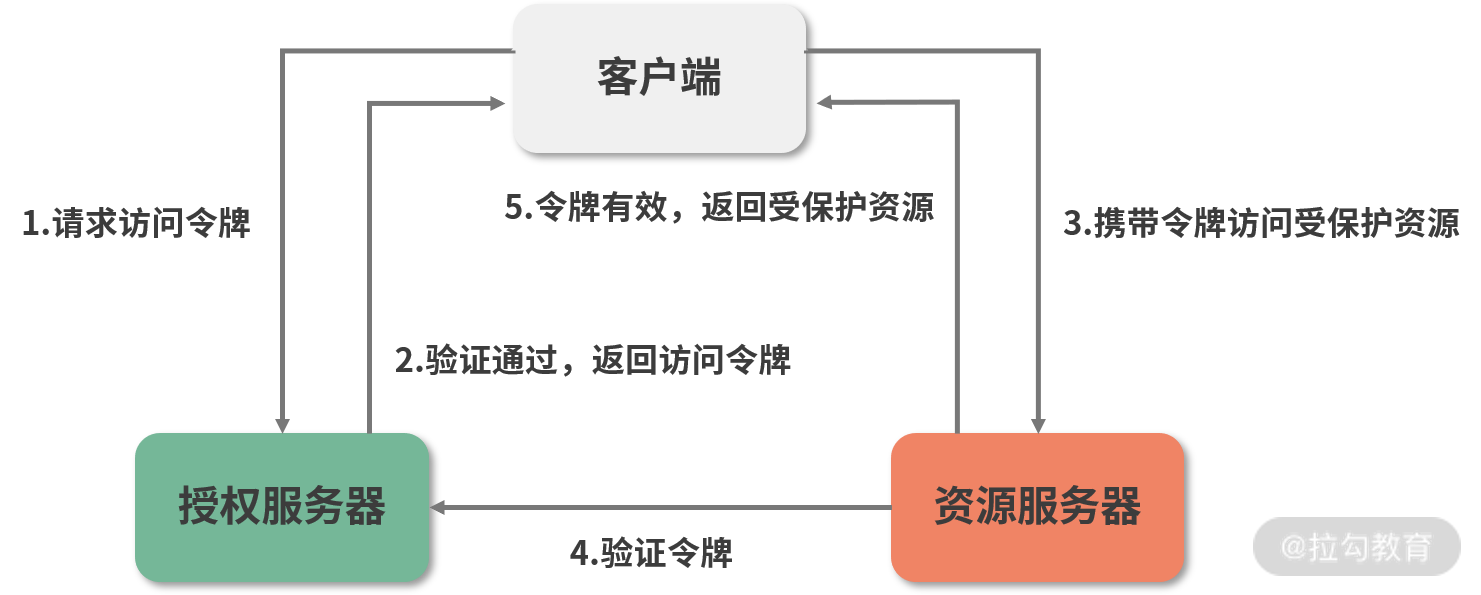 客户端
1.请求访问令牌
5.令牌有效，返回受保护资源
3.携带令牌访问受保护资源
2.验证通过，返回访问令牌
授权服务器
资源服务器
4.验证令牌
@拉勾教育